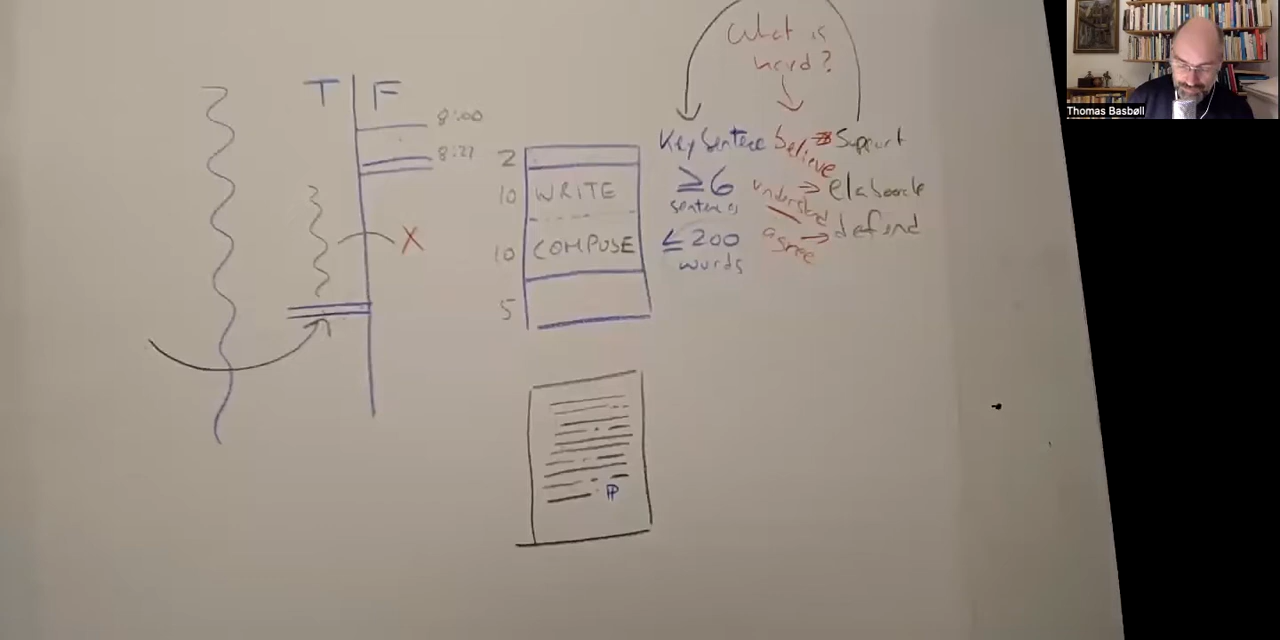 What is
hard?
T F
8:00
8:27
Key Sentence believe → Support
≥6
sentences
understand → elaborate
≤ 200
words
agree → defend
X
2
10 WRITE
10 COMPOSE
5
¶
Thomas Basbøll